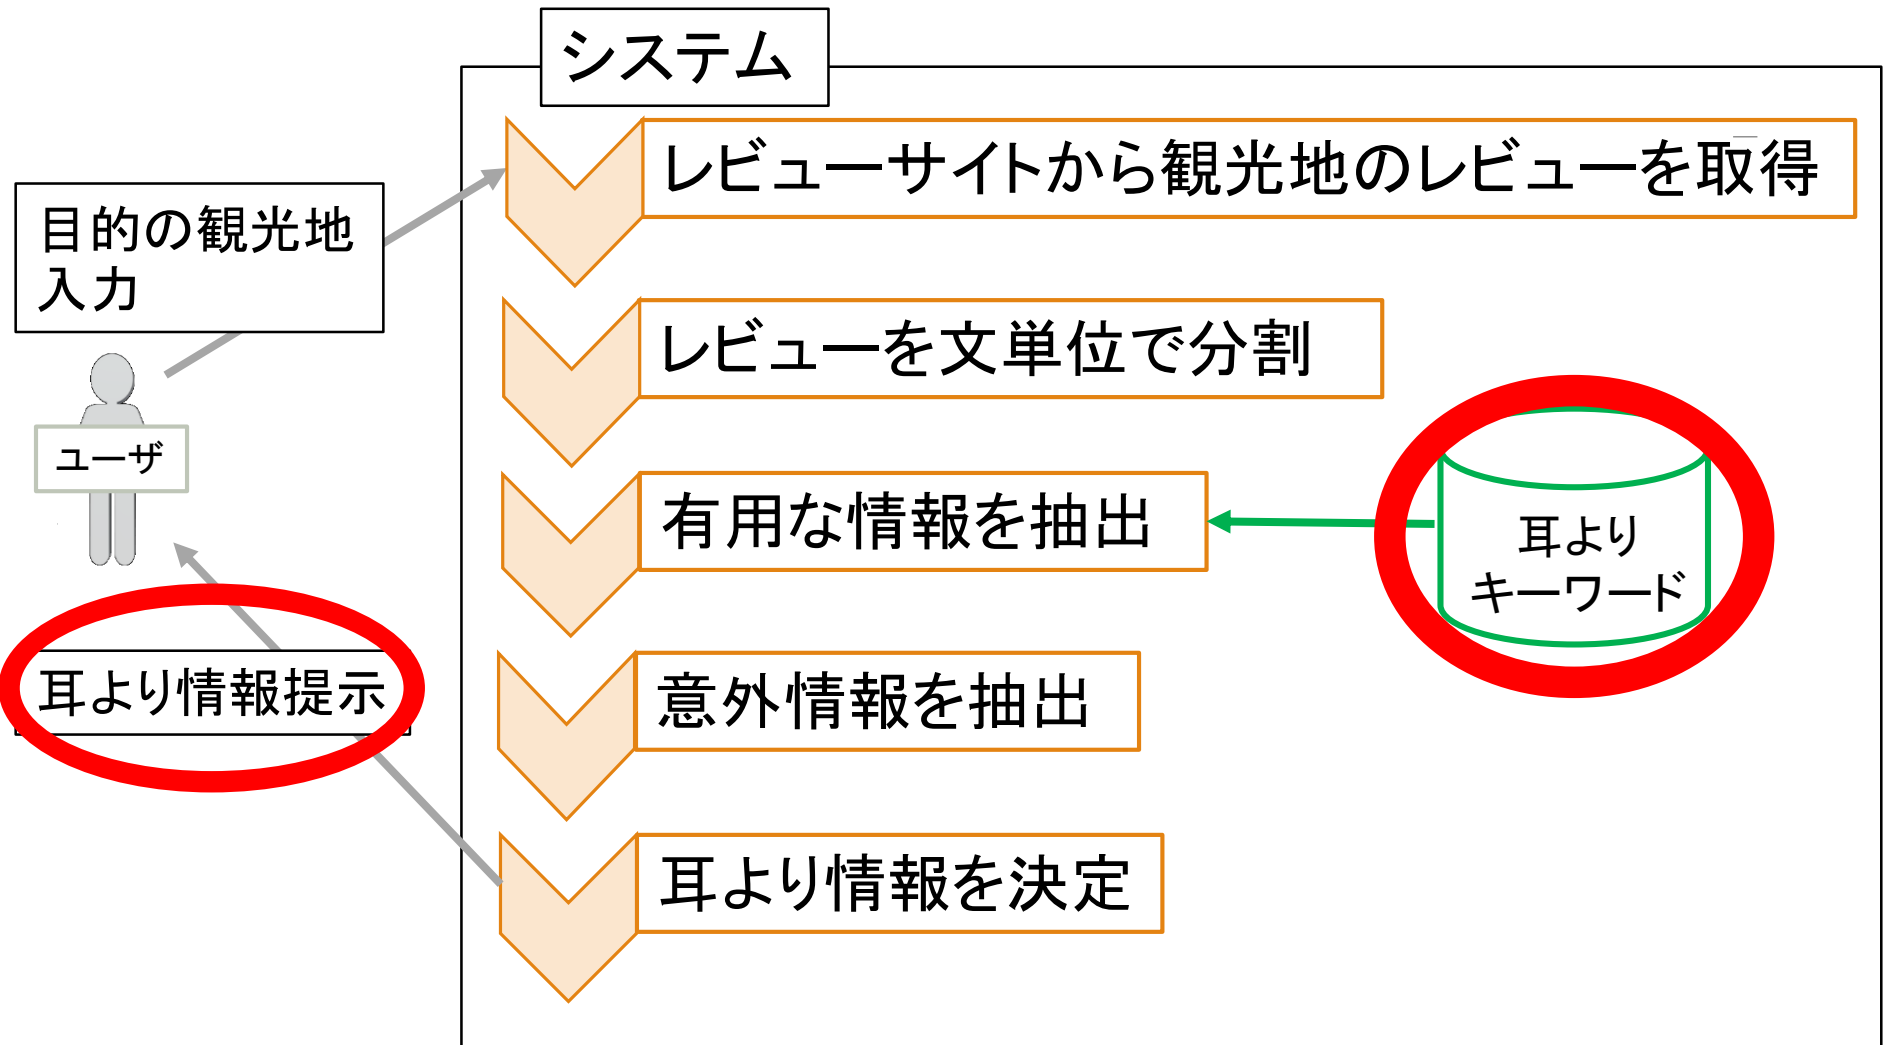 システム
レビューサイトから観光地のレビューを取得
目的の観光地
入力
レビューを文単位で分割
ユーザ
有用な情報を抽出
耳より
キーワード
耳より情報提示
意外情報を抽出
耳より情報を決定